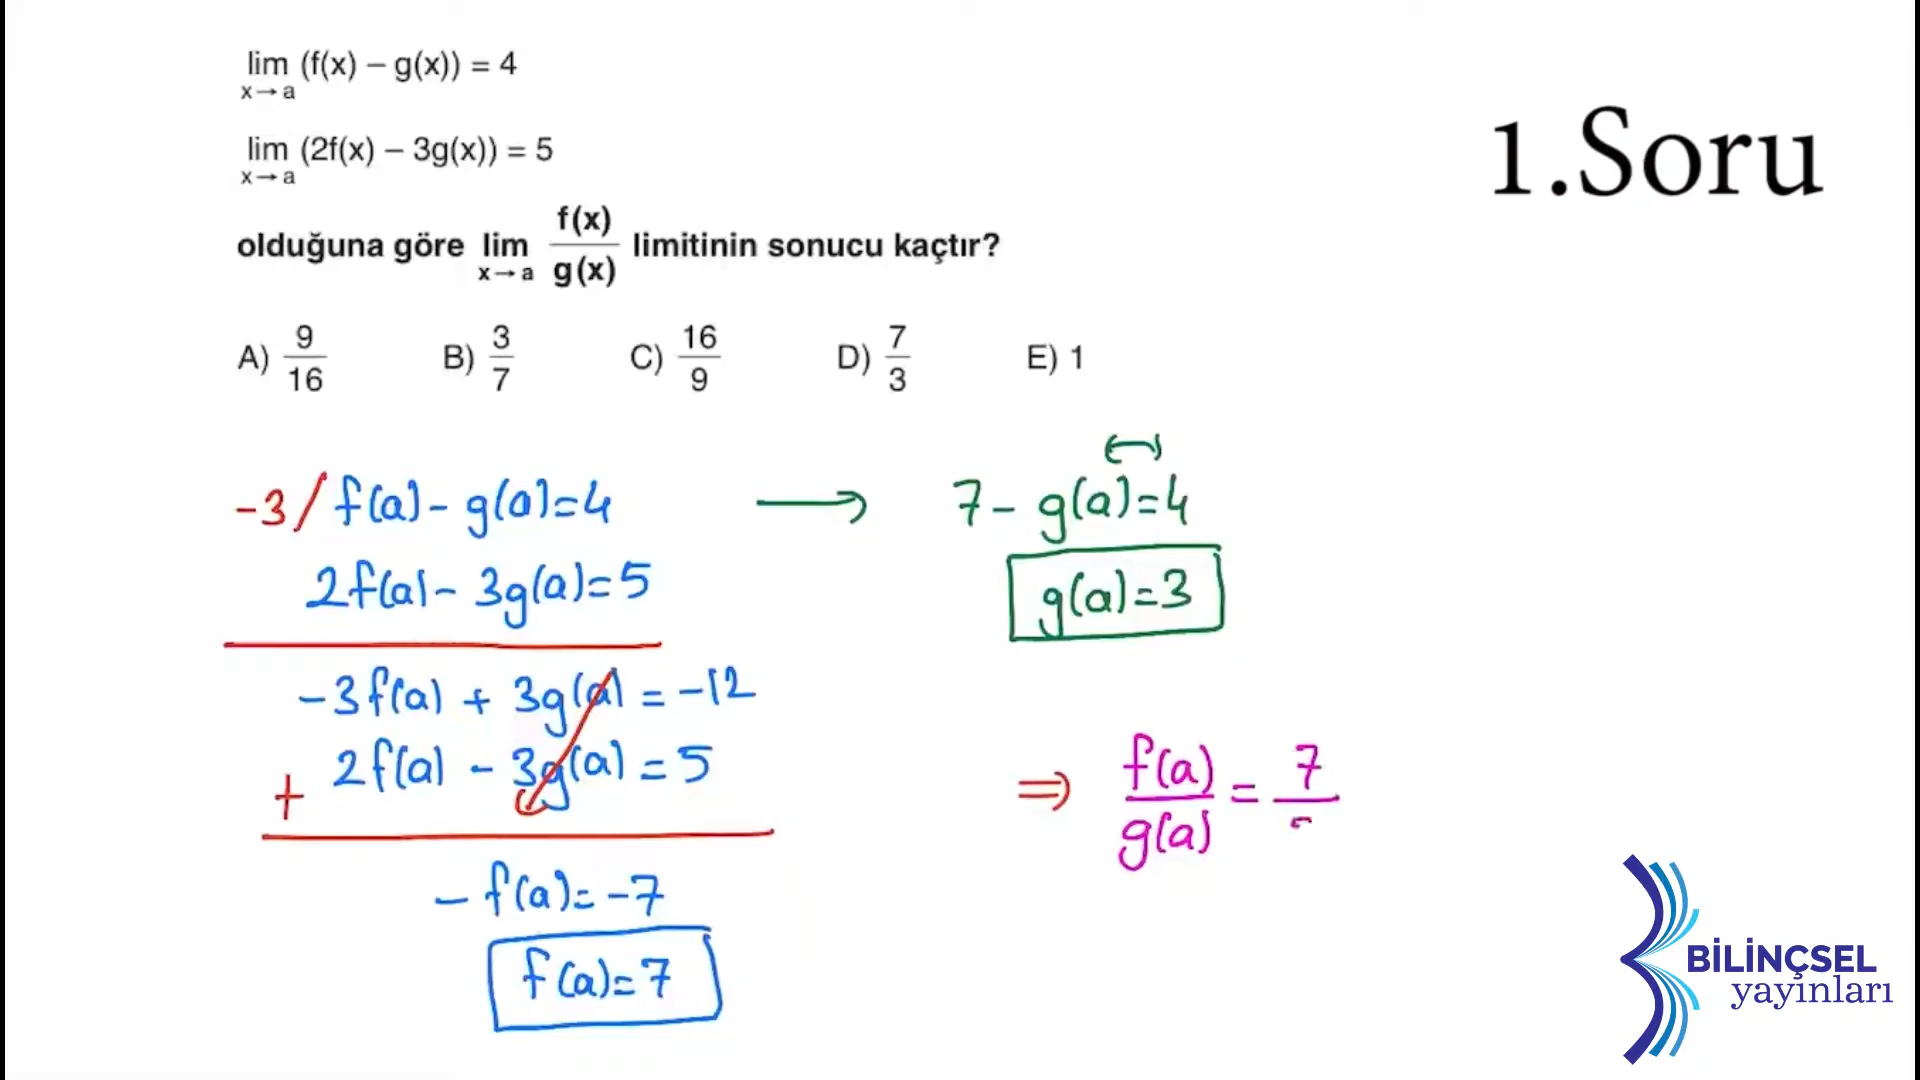 lim (f(x) – g(x)) = 4
x→a
lim (2f(x) – 3g(x)) = 5
x→a
olduğuna göre lim f(x)/g(x) limitinin sonucu kaçtır?
x→a
A) 9/16 B) 3/7 C) 16/9 D) 7/3 E) 1
1.Soru
-3/ f(a) - g(a) = 4
2f(a) - 3g(a) = 5
-3f(a) + 3g(a) = -12
+ 2f(a) - 3g(a) = 5
- f(a) = -7
f(a) = 7
→ 7 - g(a) = 4
g(a) = 3
⇒ f(a)/g(a) = 7/
BİLİNÇSEL
yayınları